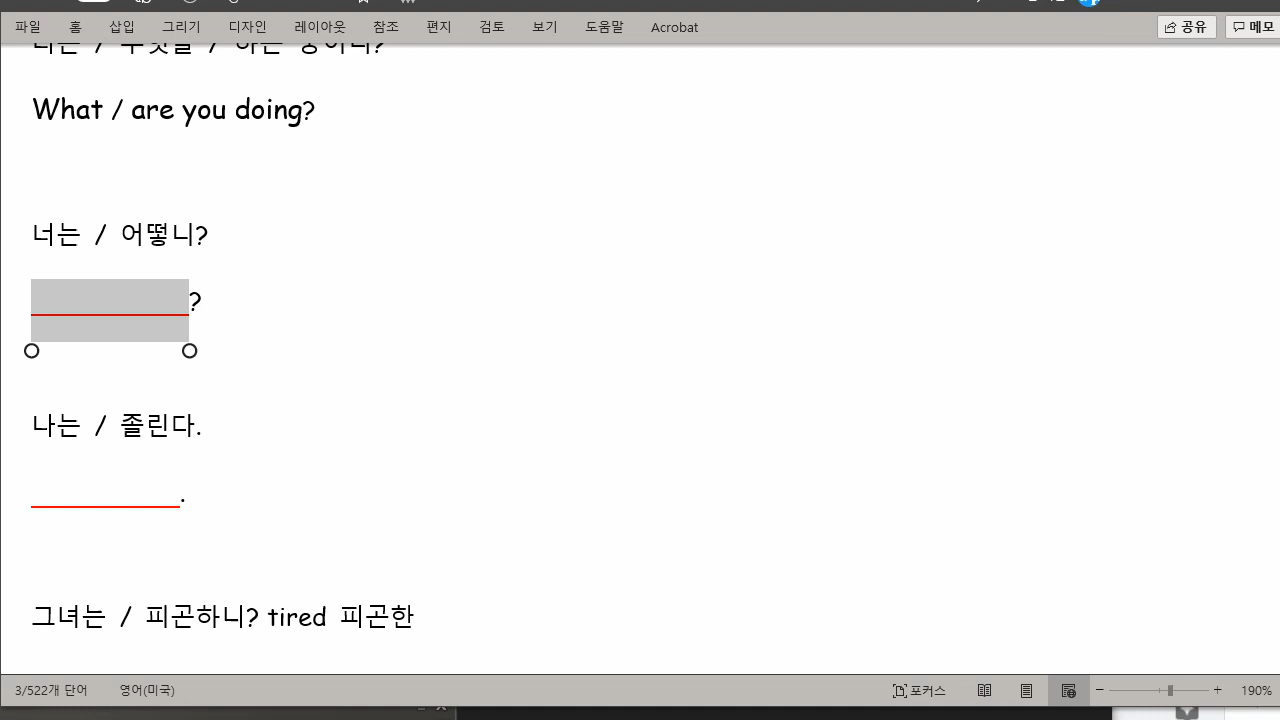 파일 홈 삽입 그리기 디자인 레이아웃 참조 편지 검토 보기 도움말 Acrobat 공유 메모
What / are you doing?
너는 / 어떻니?
?
나는 / 졸린다.
.
그녀는 / 피곤하니? tired 피곤한
3/522개 단어 영어(미국) 포커스 190%